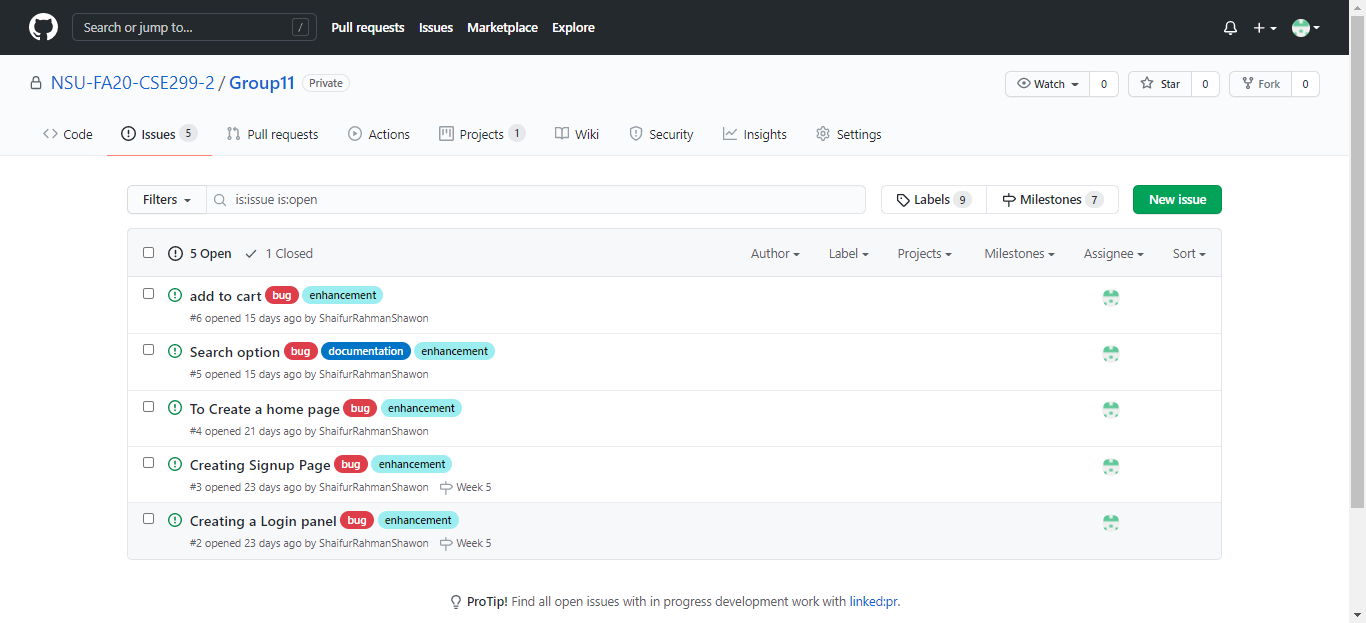 Search or jump to... / Pull requests Issues Marketplace Explore
NSU-FA20-CSE299-2 / Group11 Private Watch 0 Star 0 Fork 0
Code Issues 5 Pull requests Actions Projects 1 Wiki Security Insights Settings
Filters is:issue is:open Labels 9 Milestones 7 New issue
5 Open 1 Closed Author Label Projects Milestones Assignee Sort
add to cart bug enhancement
#6 opened 15 days ago by ShaifurRahmanShawon
Search option bug documentation enhancement
#5 opened 15 days ago by ShaifurRahmanShawon
To Create a home page bug enhancement
#4 opened 21 days ago by ShaifurRahmanShawon
Creating Signup Page bug enhancement
#3 opened 23 days ago by ShaifurRahmanShawon Week 5
Creating a Login panel bug enhancement
#2 opened 23 days ago by ShaifurRahmanShawon Week 5
ProTip! Find all open issues with in progress development work with linked:pr.